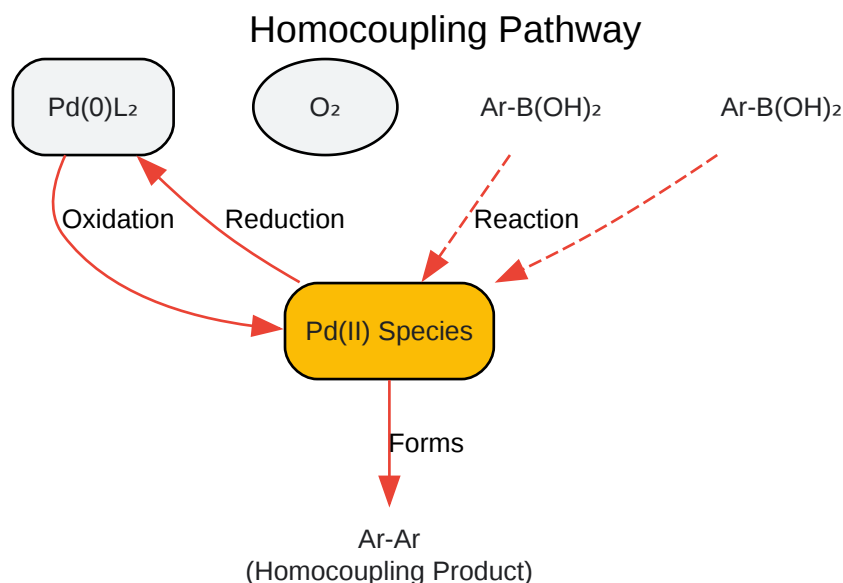 Homocoupling Pathway
Pd(0)L₂
O₂
Ar-B(OH)₂
Ar-B(OH)₂
Oxidation
Reduction
Reaction
Pd(II) Species
Forms
Ar-Ar
(Homocoupling Product)